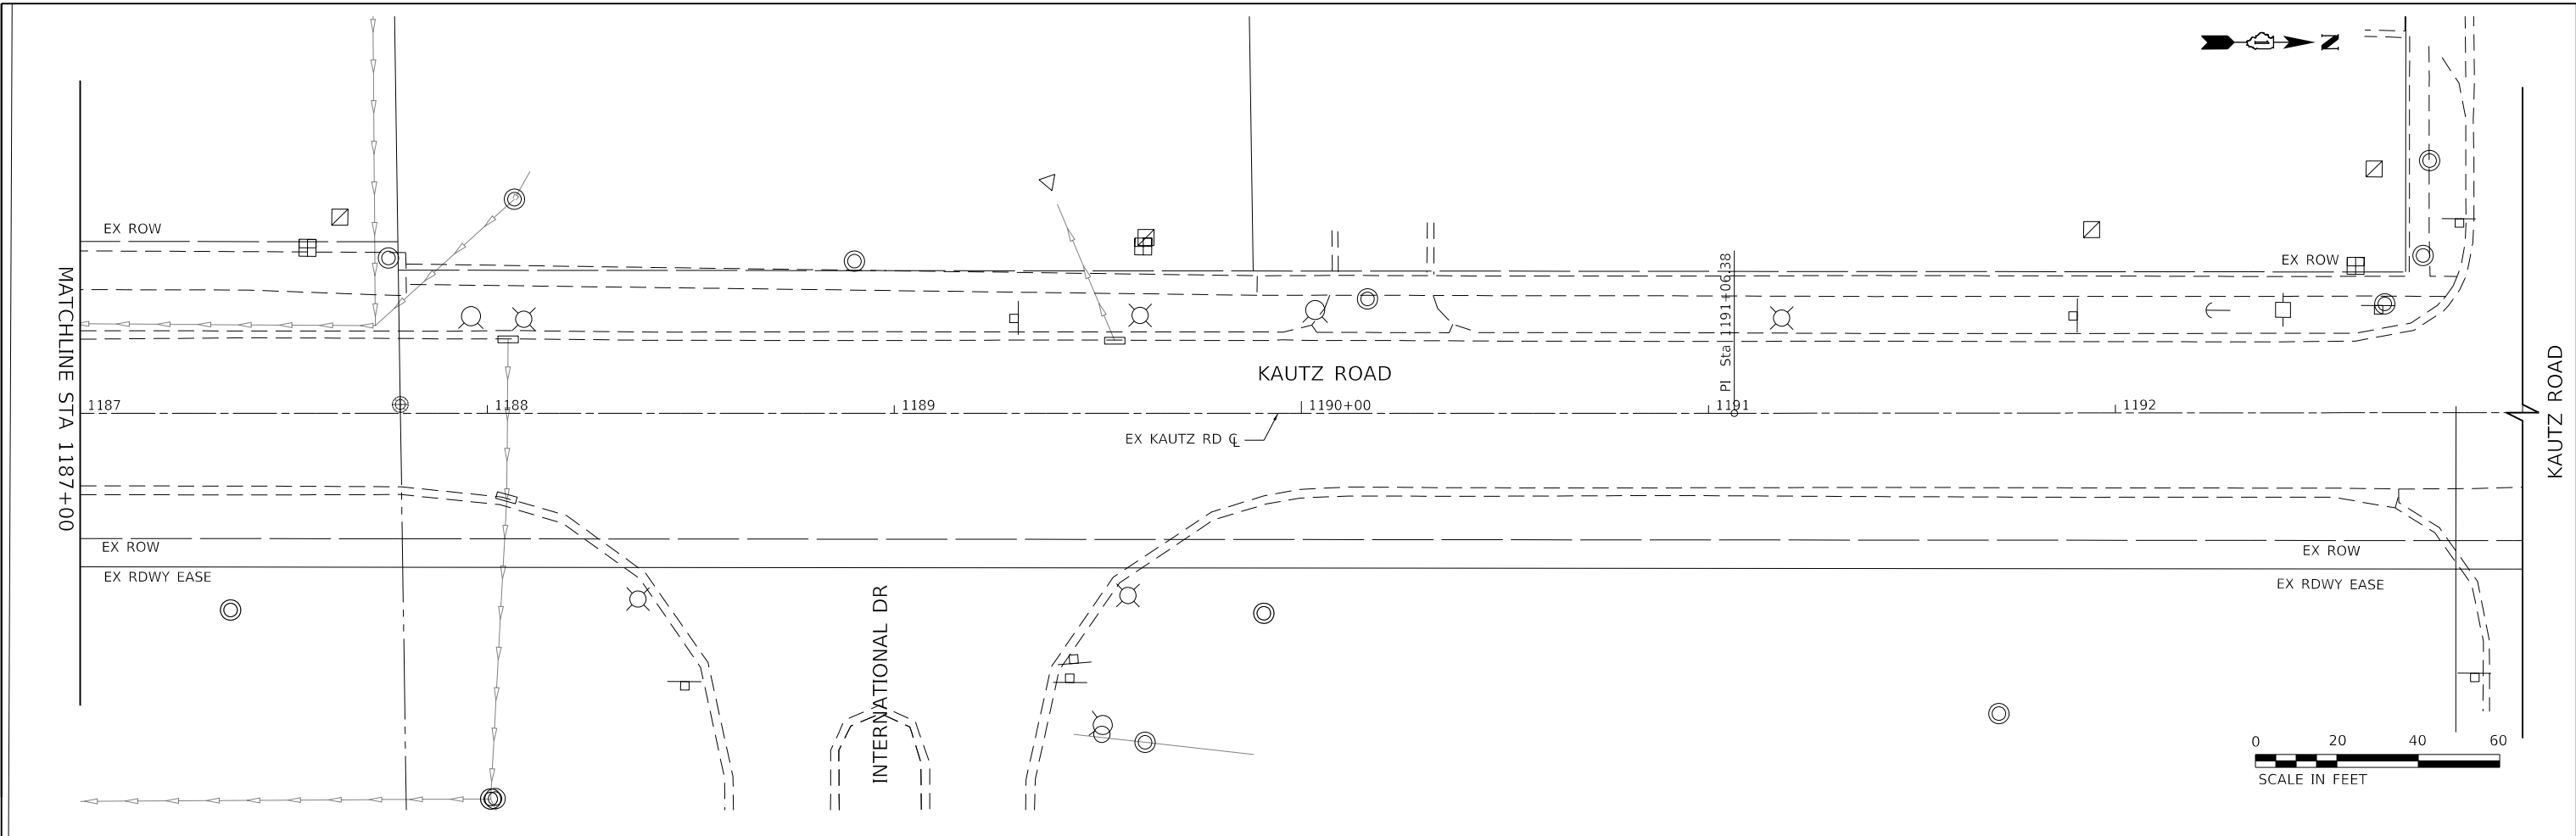 N
EX ROW
EX ROW
MATCHLINE STA 1187+00
PI Sta 1191+06.38
KAUTZ ROAD
KAUTZ ROAD
1187
1188
1189
1190+00
1191
1192
EX KAUTZ RD ℄
EX ROW
EX ROW
EX RDWY EASE
EX RDWY EASE
INTERNATIONAL DR
0 20 40 60
SCALE IN FEET